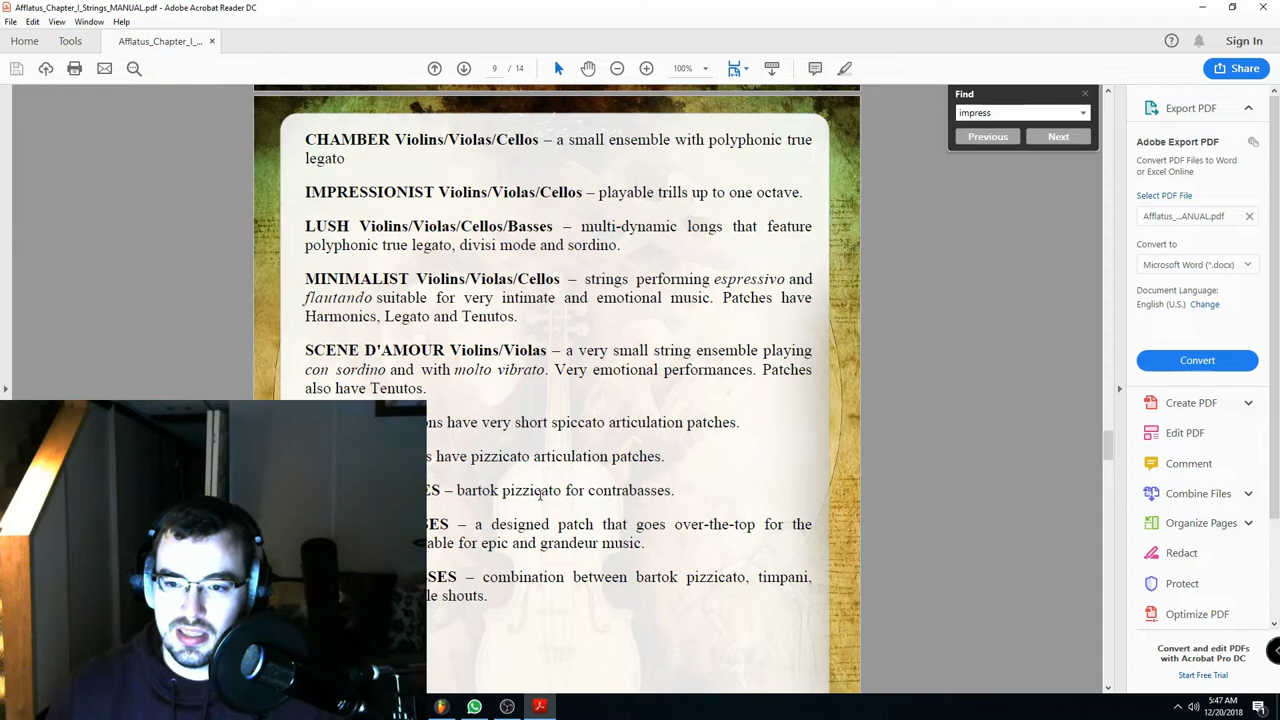 Afflatus_Chapter_I_Strings_MANUAL.pdf - Adobe Acrobat Reader DC
File Edit View Window Help
Home Tools Afflatus_Chapter_I_... ×
Sign In
9 / 14 100%
Share
Find
impress
Previous Next
CHAMBER Violins/Violas/Cellos – a small ensemble with polyphonic true
legato
IMPRESSIONIST Violins/Violas/Cellos – playable trills up to one octave.
LUSH Violins/Violas/Cellos/Basses – multi-dynamic longs that feature
polyphonic true legato, divisi mode and sordino.
MINIMALIST Violins/Violas/Cellos – strings performing espressivo and
flautando suitable for very intimate and emotional music. Patches have
Harmonics, Legato and Tenutos.
SCENE D'AMOUR Violins/Violas – a very small string ensemble playing
con sordino and with molto vibrato. Very emotional performances. Patches
also have Tenutos.
ons have very short spiccato articulation patches.
s have pizzicato articulation patches.
ES – bartok pizzicato for contrabasses.
SES – a designed patch that goes over-the-top for the
able for epic and grandeur music.
SSES – combination between bartok pizzicato, timpani,
le shouts.
Export PDF
Adobe Export PDF
Convert PDF Files to Word
or Excel Online
Select PDF File
Afflatus_...ANUAL.pdf
Convert to
Microsoft Word (*.docx)
Document Language:
English (U.S.) Change
Convert
Create PDF
Edit PDF
Comment
Combine Files
Organize Pages
Redact
Protect
Optimize PDF
Convert and edit PDFs
with Acrobat Pro DC
Start Free Trial
5:47 AM
12/20/2018